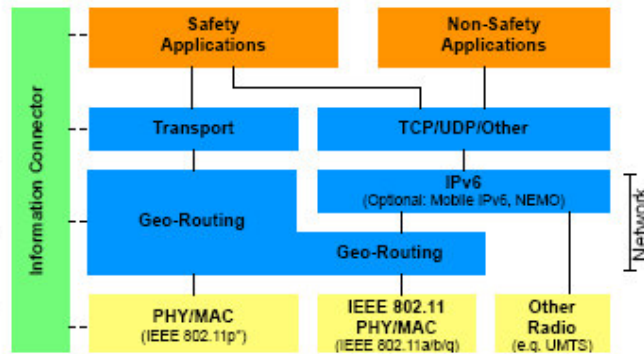 Information Connector
Safety
Applications
Non-Safety
Applications
Transport
TCP/UDP/Other
IPv6
(Optional: Mobile IPv6, NEMO)
Network
Geo-Routing
Geo-Routing
PHY/MAC
(IEEE 802.11p*)
IEEE 802.11
PHY/MAC
(IEEE 802.11a/b/g)
Other
Radio
(e.g. UMTS)